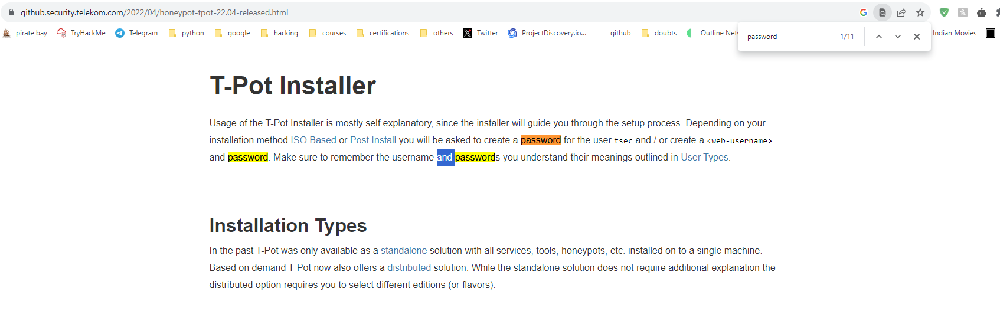 github.security.telekom.com/2022/04/honeypot-tpot-22.04-released.html
pirate bay TryHackMe Telegram python google hacking courses certifications others Twitter ProjectDiscovery.io... github doubts Outline Net Indian Movies
password 1/11
T-Pot Installer
Usage of the T-Pot Installer is mostly self explanatory, since the installer will guide you through the setup process. Depending on your
installation method ISO Based or Post Install you will be asked to create a password for the user tsec and / or create a <web-username>
and password. Make sure to remember the username and passwords you understand their meanings outlined in User Types.
Installation Types
In the past T-Pot was only available as a standalone solution with all services, tools, honeypots, etc. installed on to a single machine.
Based on demand T-Pot now also offers a distributed solution. While the standalone solution does not require additional explanation the
distributed option requires you to select different editions (or flavors).